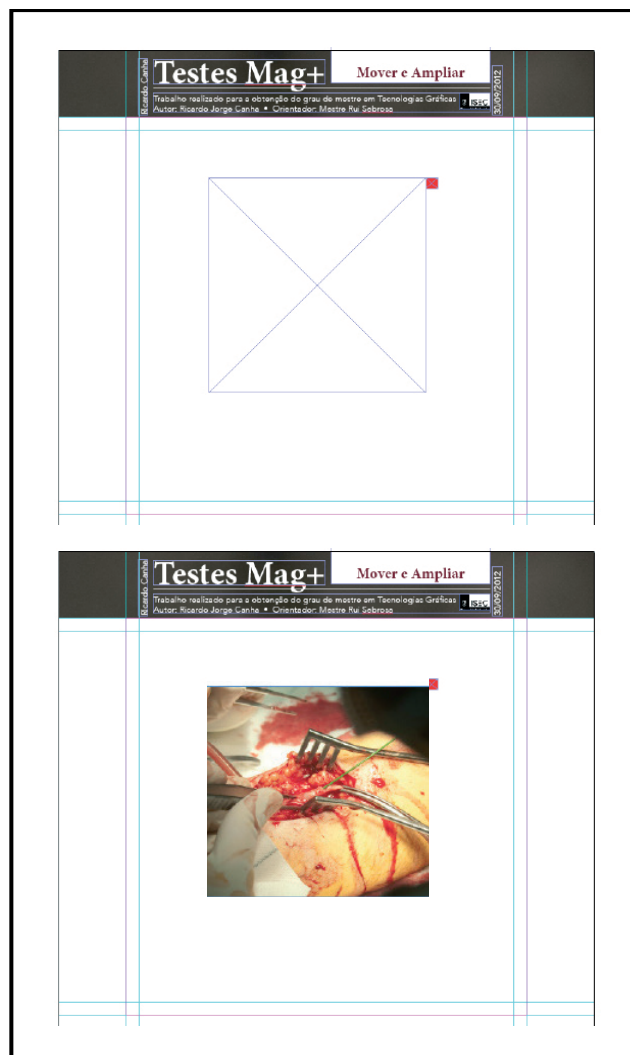 Ricardo Canha
Testes Mag+
Mover e Ampliar
Trabalho realizado para a obtenção do grau de mestre em Tecnologias Gráficas
Autor: Ricardo Jorge Canha • Orientador: Mestre Rui Sebrosa
ISEC
30/09/2012
Ricardo Canha
Testes Mag+
Mover e Ampliar
Trabalho realizado para a obtenção do grau de mestre em Tecnologias Gráficas
Autor: Ricardo Jorge Canha • Orientador: Mestre Rui Sebrosa
ISEC
30/09/2012